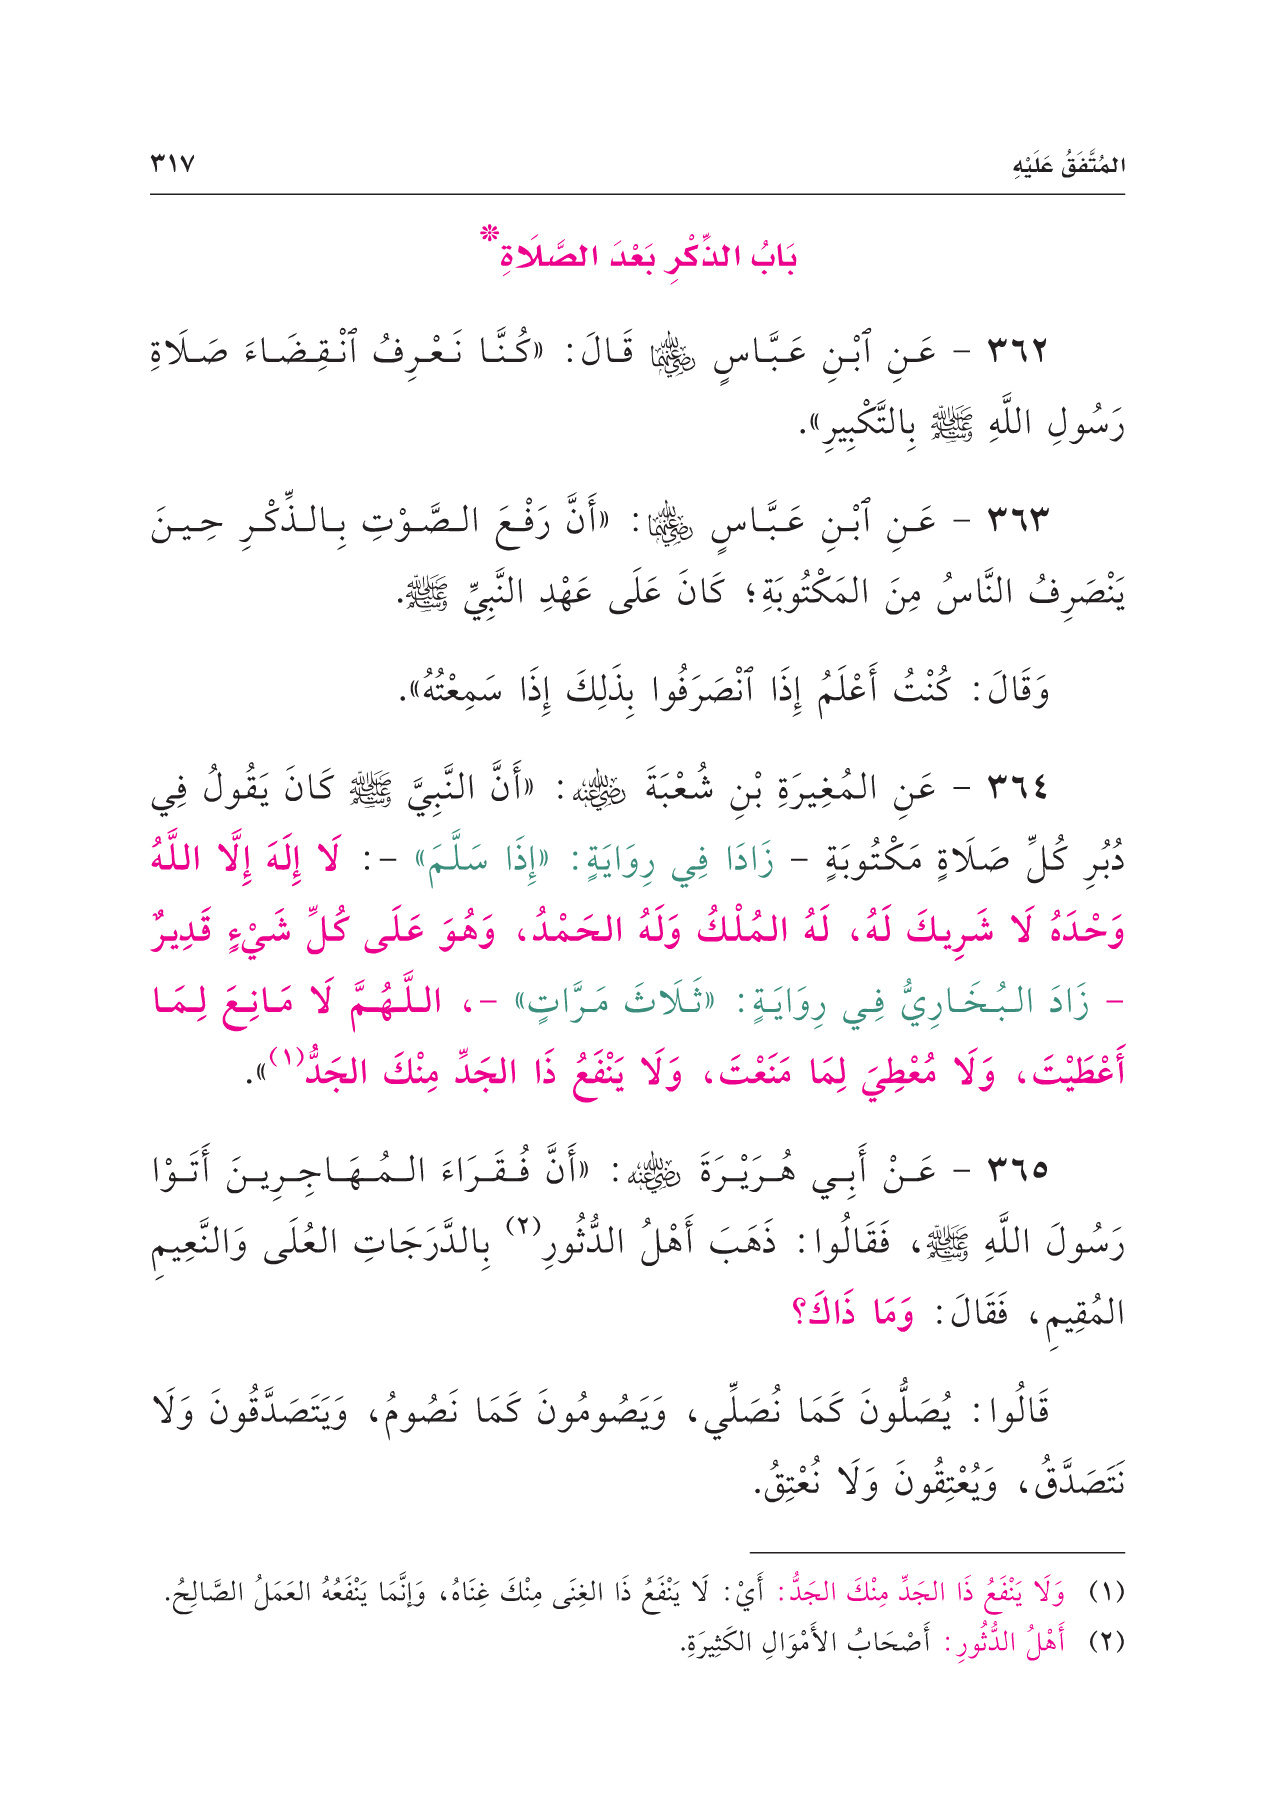 المُتَّفَقُ عَلَيْهِ
٣١٧
بَابُ الذِّكْرِ بَعْدَ الصَّلَاةِ*
٣٦٢ - عَنِ ٱبْنِ عَبَّاسٍ رضي الله عنهما قَالَ: «كُنَّا نَعْرِفُ ٱنْقِضَاءَ صَلَاةِ
رَسُولِ اللَّهِ ﷺ بِالتَّكْبِيرِ».
٣٦٣ - عَنِ ٱبْنِ عَبَّاسٍ رضي الله عنهما: «أَنَّ رَفْعَ الصَّوْتِ بِالذِّكْرِ حِينَ
يَنْصَرِفُ النَّاسُ مِنَ المَكْتُوبَةِ؛ كَانَ عَلَى عَهْدِ النَّبِيِّ ﷺ.
وَقَالَ: كُنْتُ أَعْلَمُ إِذَا ٱنْصَرَفُوا بِذَلِكَ إِذَا سَمِعْتُهُ».
٣٦٤ - عَنِ المُغِيرَةِ بْنِ شُعْبَةَ رضي الله عنه: «أَنَّ النَّبِيَّ ﷺ كَانَ يَقُولُ فِي
دُبُرِ كُلِّ صَلَاةٍ مَكْتُوبَةٍ - زَادَا فِي رِوَايَةٍ: «إِذَا سَلَّمَ» -: لَا إِلَهَ إِلَّا اللَّهُ
وَحْدَهُ لَا شَرِيكَ لَهُ، لَهُ المُلْكُ وَلَهُ الحَمْدُ، وَهُوَ عَلَى كُلِّ شَيْءٍ قَدِيرٌ
- زَادَ البُخَارِيُّ فِي رِوَايَةٍ: «ثَلَاثَ مَرَّاتٍ» -، اللَّهُمَّ لَا مَانِعَ لِمَا
أَعْطَيْتَ، وَلَا مُعْطِيَ لِمَا مَنَعْتَ، وَلَا يَنْفَعُ ذَا الجَدِّ مِنْكَ الجَدُّ(١)».
٣٦٥ - عَنْ أَبِي هُرَيْرَةَ رضي الله عنه: «أَنَّ فُقَرَاءَ المُهَاجِرِينَ أَتَوْا
رَسُولَ اللَّهِ ﷺ، فَقَالُوا: ذَهَبَ أَهْلُ الدُّثُورِ(٢) بِالدَّرَجَاتِ العُلَى وَالنَّعِيمِ
المُقِيمِ، فَقَالَ: وَمَا ذَاكَ؟
قَالُوا: يُصَلُّونَ كَمَا نُصَلِّي، وَيَصُومُونَ كَمَا نَصُومُ، وَيَتَصَدَّقُونَ وَلَا
نَتَصَدَّقُ، وَيُعْتِقُونَ وَلَا نُعْتِقُ.
(١) وَلَا يَنْفَعُ ذَا الجَدِّ مِنْكَ الجَدُّ: أَيْ: لَا يَنْفَعُ ذَا الغِنَى مِنْكَ غِنَاهُ، وَإِنَّمَا يَنْفَعُهُ العَمَلُ الصَّالِحُ.
(٢) أَهْلُ الدُّثُورِ: أَصْحَابُ الأَمْوَالِ الكَثِيرَةِ.